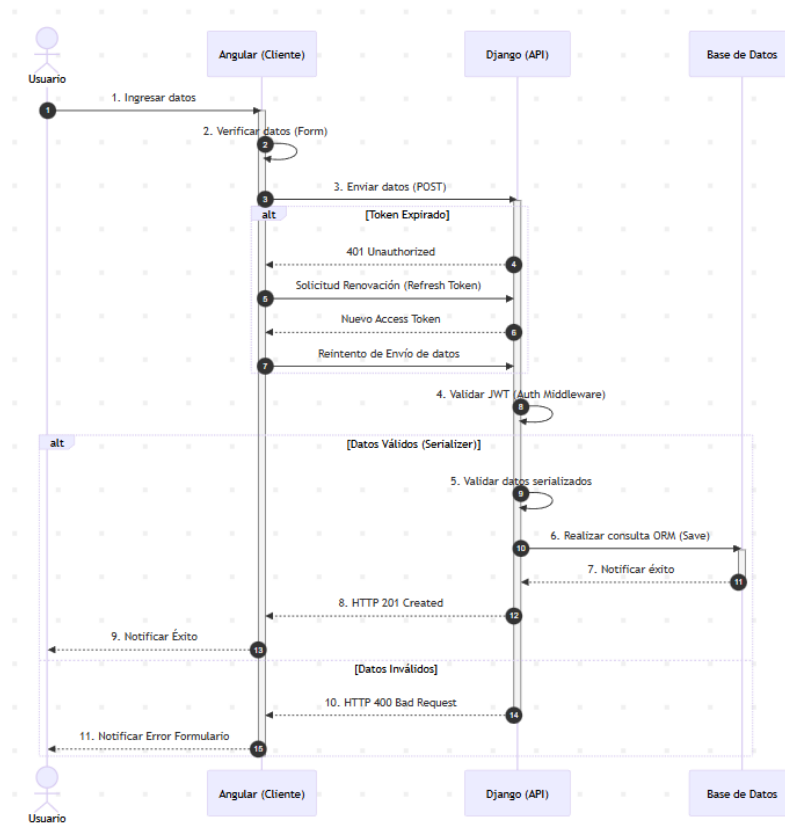 Usuario
Angular (Cliente)
Django (API)
Base de Datos
1. Ingresar datos
1
2. Verificar datos (Form)
2
3. Enviar datos (POST)
3
alt
[Token Expirado]
401 Unauthorized
4
Solicitud Renovación (Refresh Token)
5
Nuevo Access Token
6
Reintento de Envío de datos
7
4. Validar JWT (Auth Middleware)
8
alt
[Datos Válidos (Serializer)]
5. Validar datos serializados
9
6. Realizar consulta ORM (Save)
10
7. Notificar éxito
11
8. HTTP 201 Created
12
9. Notificar Éxito
13
[Datos Inválidos]
10. HTTP 400 Bad Request
14
11. Notificar Error Formulario
15
Usuario
Angular (Cliente)
Django (API)
Base de Datos